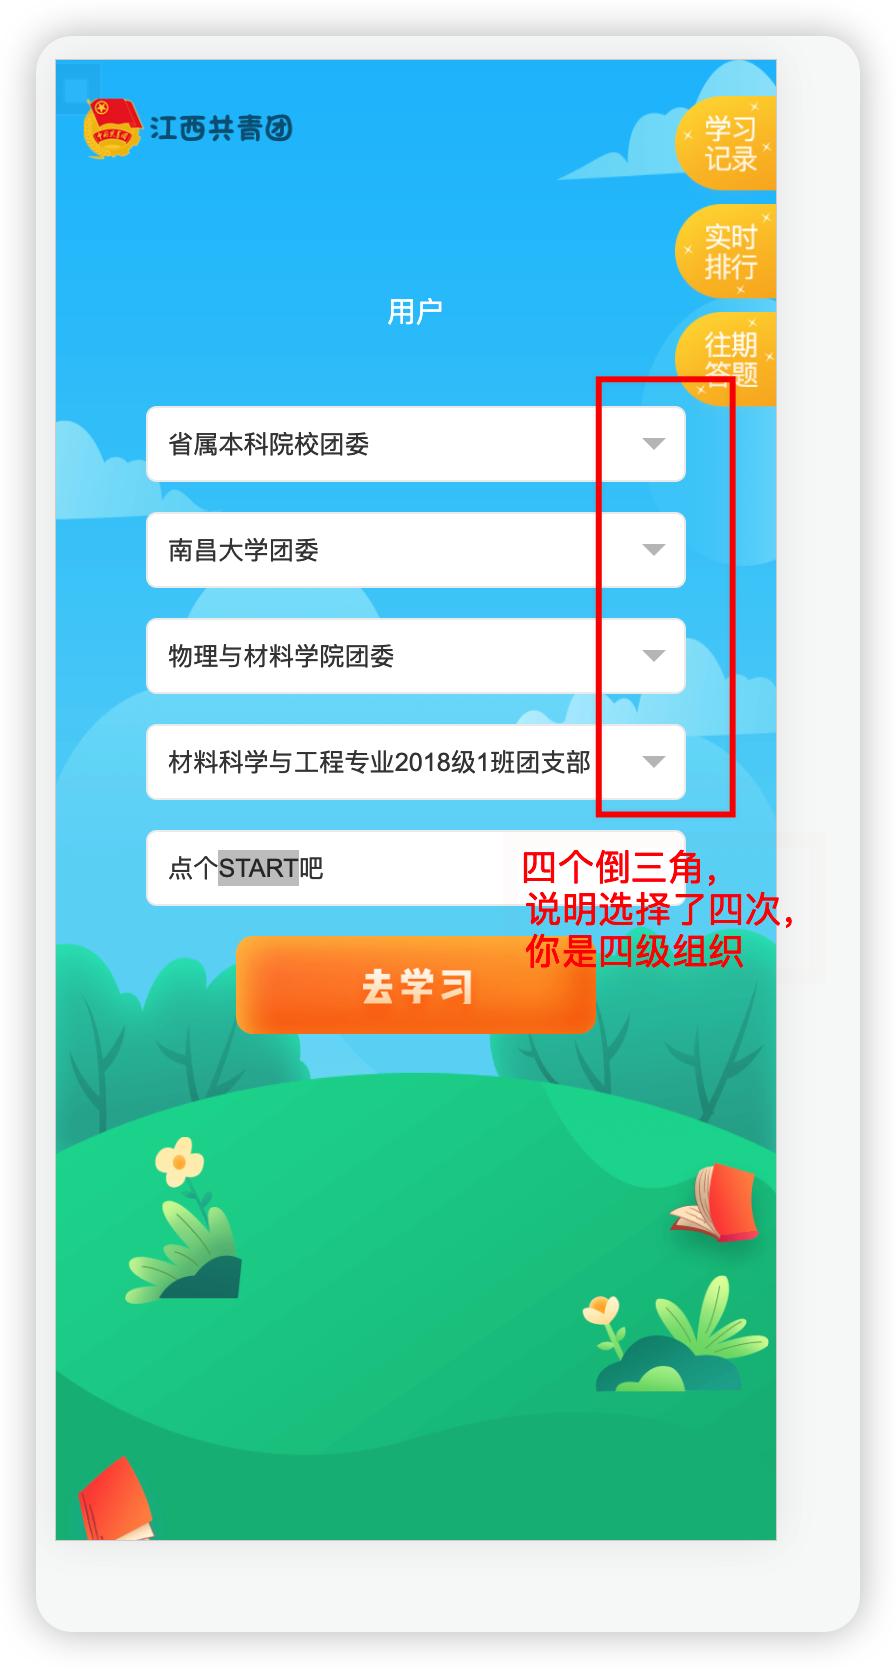 江西共青团
学习
记录
实时
排行
往期
答题
用户
省属本科院校团委
南昌大学团委
物理与材料学院团委
材料科学与工程专业2018级1班团支部
点个START吧
四个倒三角，
说明选择了四次，
你是四级组织
去学习